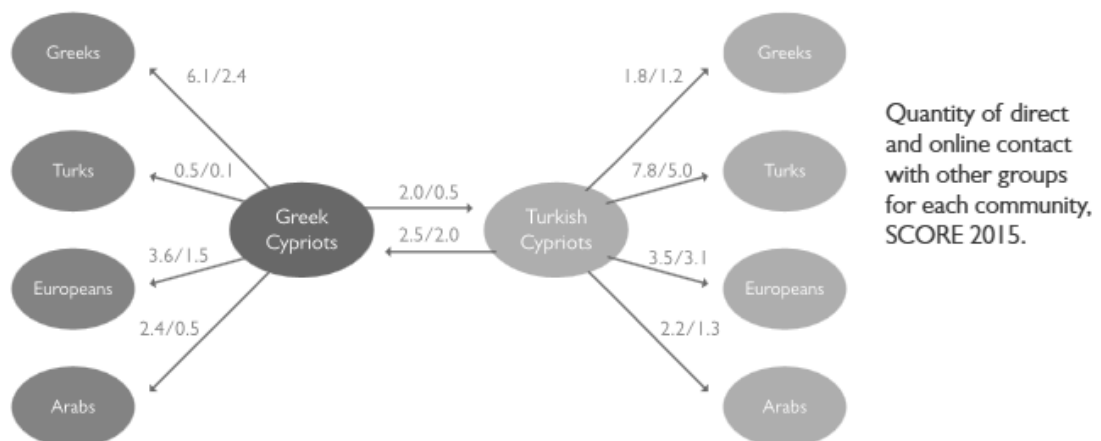 Greeks
6.1/2.4
Turks
0.5/0.1
Greek
Cypriots
Europeans
3.6/1.5
Arabs
2.4/0.5
2.0/0.5
2.5/2.0
Turkish
Cypriots
1.8/1.2
Greeks
7.8/5.0
Turks
3.5/3.1
Europeans
2.2/1.3
Arabs
Quantity of direct
and online contact
with other groups
for each community,
SCORE 2015.